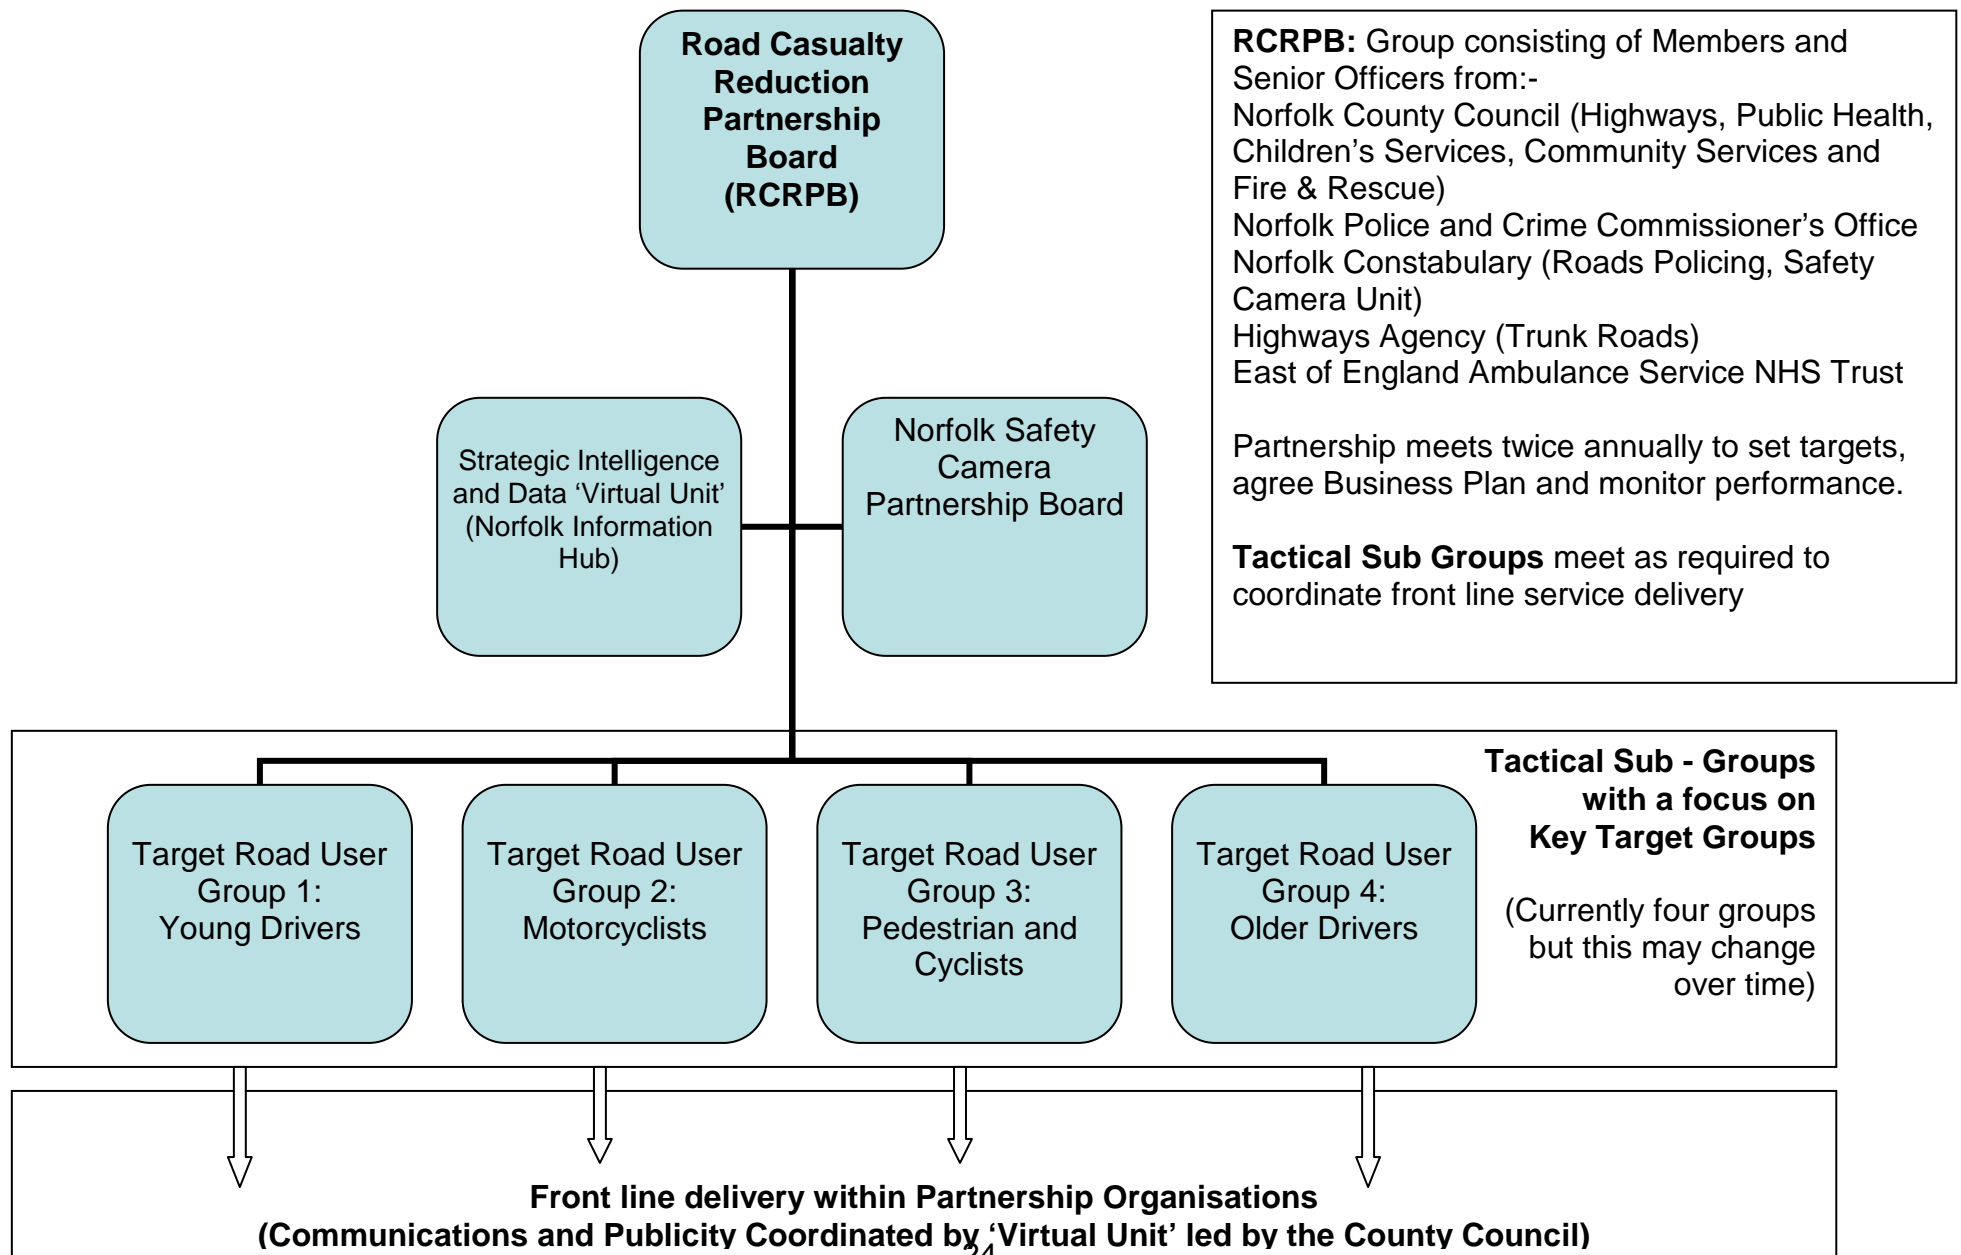 Road Casualty
Reduction
Partnership
Board
(RCRPB)
RCRPB: Group consisting of Members and
Senior Officers from:-
Norfolk County Council (Highways, Public Health,
Children’s Services, Community Services and
Fire & Rescue)
Norfolk Police and Crime Commissioner’s Office
Norfolk Constabulary (Roads Policing, Safety
Camera Unit)
Highways Agency (Trunk Roads)
East of England Ambulance Service NHS Trust
Partnership meets twice annually to set targets,
agree Business Plan and monitor performance.
Tactical Sub Groups meet as required to
coordinate front line service delivery
Strategic Intelligence
and Data ‘Virtual Unit’
(Norfolk Information
Hub)
Norfolk Safety
Camera
Partnership Board
Tactical Sub - Groups
with a focus on
Key Target Groups
(Currently four groups
but this may change
over time)
Target Road User
Group 1:
Young Drivers
Target Road User
Group 2:
Motorcyclists
Target Road User
Group 3:
Pedestrian and
Cyclists
Target Road User
Group 4:
Older Drivers
Front line delivery within Partnership Organisations
(Communications and Publicity Coordinated by ‘Virtual Unit’ led by the County Council)
24